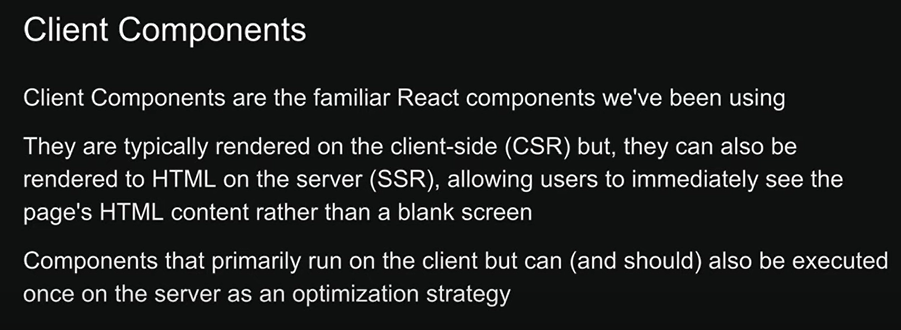 Client Components
Client Components are the familiar React components we've been using
They are typically rendered on the client-side (CSR) but, they can also be
rendered to HTML on the server (SSR), allowing users to immediately see the
page's HTML content rather than a blank screen
Components that primarily run on the client but can (and should) also be executed
once on the server as an optimization strategy